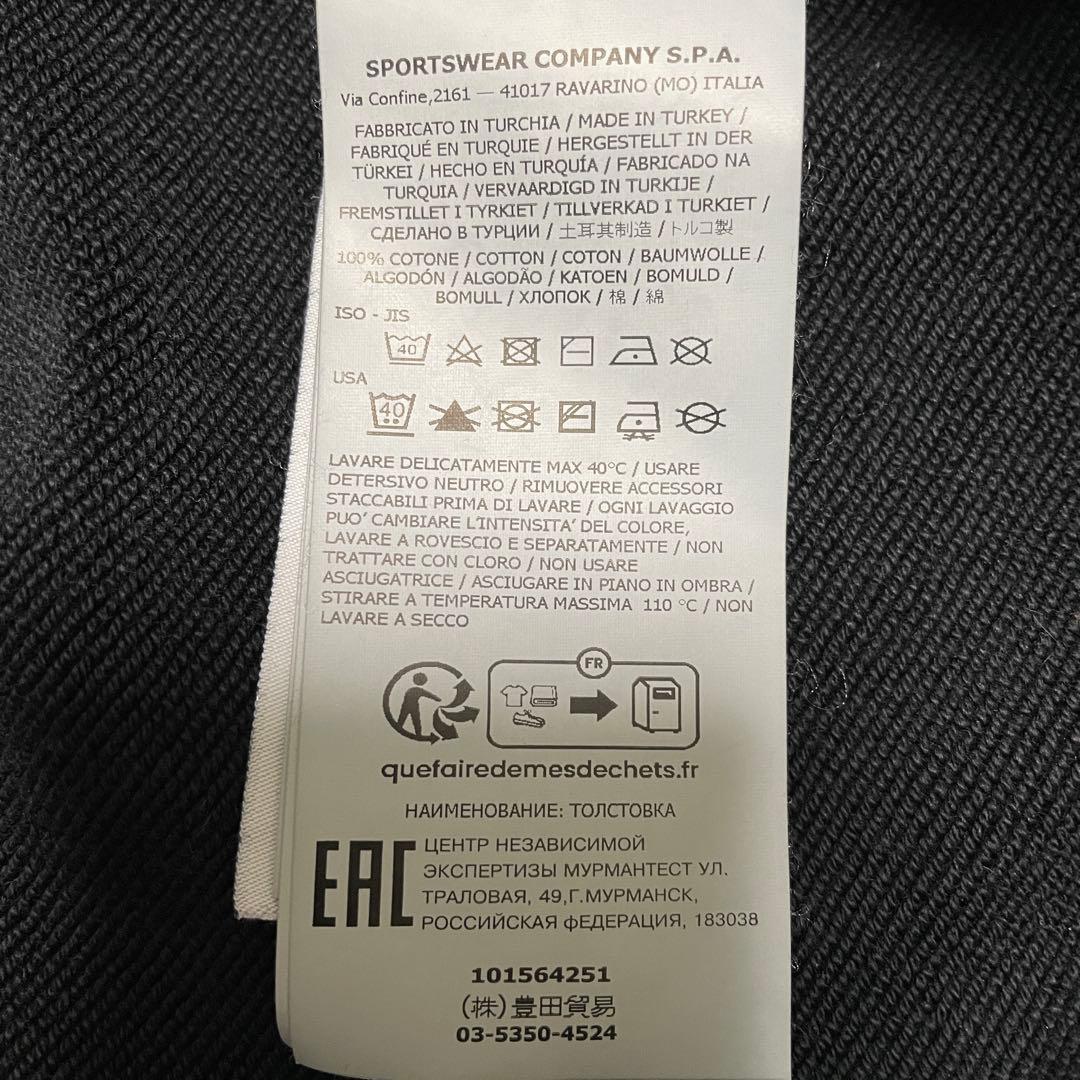 SPORTSWEAR COMPANY S.P.A.
Via Confine,2161 — 41017 RAVARINO (MO) ITALIA
FABBRICATO IN TURCHIA / MADE IN TURKEY /
FABRIQUÉ EN TURQUIE / HERGESTELLT IN DER
TÜRKEI / HECHO EN TURQUÍA / FABRICADO NA
TURQUIA / VERVAARDIGD IN TURKIJE /
FREMSTILLET I TYRKIET / TILLVERKAD I TURKIET /
СДЕЛАНО В ТУРЦИИ / 土耳其制造 / トルコ製
100% COTONE / COTTON / COTON / BAUMWOLLE /
ALGODÓN / ALGODÃO / KATOEN / BOMULD /
BOMULL / ХЛОПОК / 棉 / 綿
ISO - JIS
40
USA
40
LAVARE DELICATAMENTE MAX 40°C / USARE
DETERSIVO NEUTRO / RIMUOVERE ACCESSORI
STACCABILI PRIMA DI LAVARE / OGNI LAVAGGIO
PUO' CAMBIARE L'INTENSITA' DEL COLORE,
LAVARE A ROVESCIO E SEPARATAMENTE / NON
TRATTARE CON CLORO / NON USARE
ASCIUGATRICE / ASCIUGARE IN PIANO IN OMBRA /
STIRARE A TEMPERATURA MASSIMA 110 °C / NON
LAVARE A SECCO
FR
quefairedemesdechets.fr
НАИМЕНОВАНИЕ: ТОЛСТОВКА
EAC
ЦЕНТР НЕЗАВИСИМОЙ
ЭКСПЕРТИЗЫ МУРМАНТЕСТ УЛ.
ТРАЛОВАЯ, 49,Г.МУРМАНСК,
РОССИЙСКАЯ фЕДЕРАЦИЯ, 183038
101564251
(株)豊田貿易
03-5350-4524